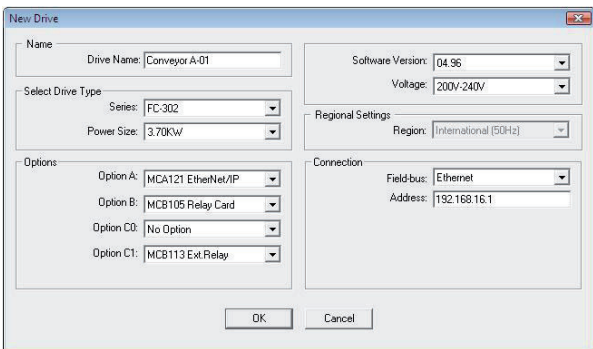 New Drive
Name
Drive Name: Conveyor A-01
Select Drive Type
Series: FC-302
Power Size: 3.70KW
Options
Option A: MCA121 EtherNet/IP
Option B: MCB105 Relay Card
Option C0: No Option
Option C1: MCB113 Ext.Relay
Software Version: 04.96
Voltage: 200V-240V
Regional Settings
Region: International (50Hz)
Connection
Field-bus: Ethernet
Address: 192.168.16.1
OK Cancel